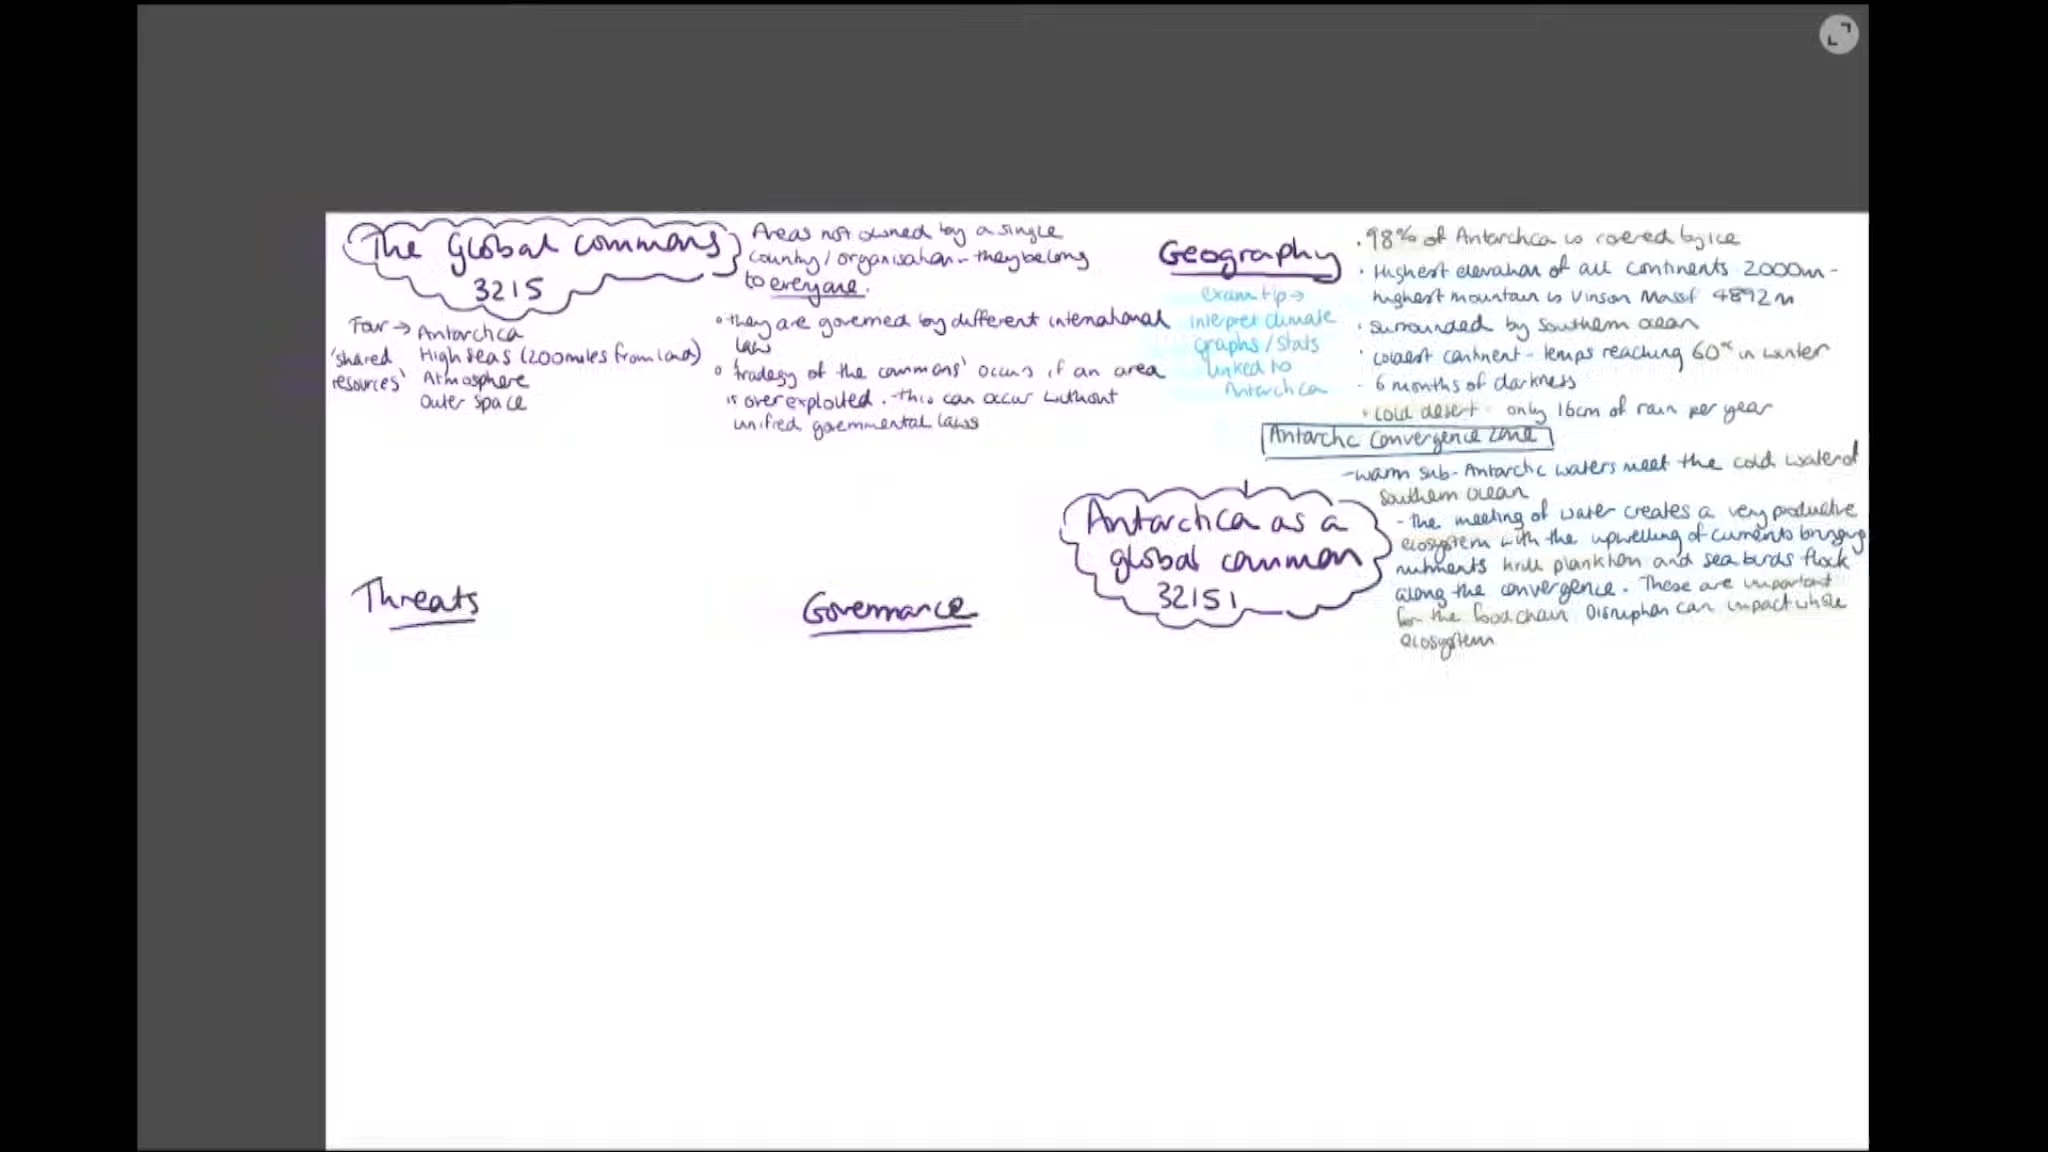 The Global commons
3215
Areas not owned by a single
country/organisation - they belong
to everyone.
Four → Antarctica
'shared High seas (200 miles from land)
resources' Atmosphere
Outer space
they are governed by different international
laws
'tradegy of the commons' occurs if an area
is over exploited. - this can occur without
unified governmental laws
Geography
exam tip →
interpret climate
graphs/stats
linked to
Antarctica
• 98% of Antarctica is covered by ice
• Highest elevation of all continents 2000m -
highest mountain is Vinson Massif 4892m
• surrounded by southern ocean
• coldest continent - temps reaching 60°c in winter
- 6 months of darkness
• cold desert - only 16cm of rain per year
Antarctic Convergence Zone
- warm sub-Antarctic waters meet the cold water of
southern ocean
- the meeting of water creates a very productive
ecosystem with the upwelling of currents bringing
nutrients krill plankton and sea birds flock
along the convergence. These are important
for the food chain Disruption can impact whole
ecosystem
Antarctica as a
global common
32151
Threats
Governance